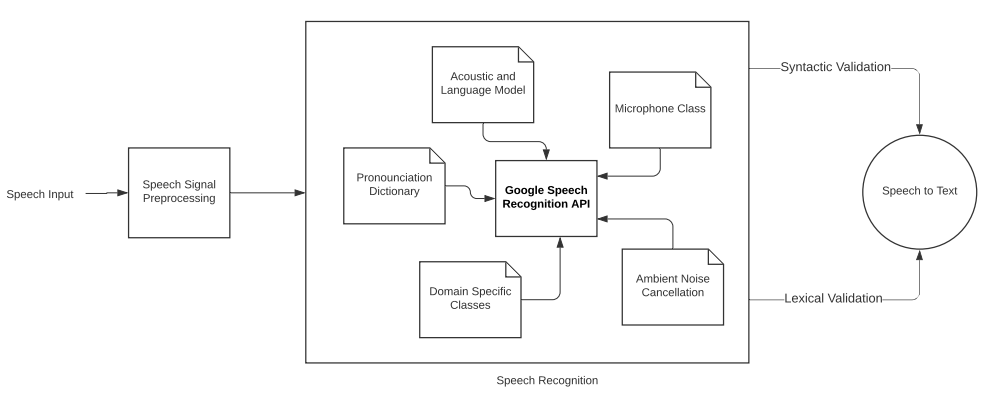 Speech Input
Speech Signal
Preprocessing
Acoustic and
Language Model
Microphone Class
Pronounciation
Dictionary
Google Speech
Recognition API
Domain Specific
Classes
Ambient Noise
Cancellation
Speech Recognition
Syntactic Validation
Speech to Text
Lexical Validation